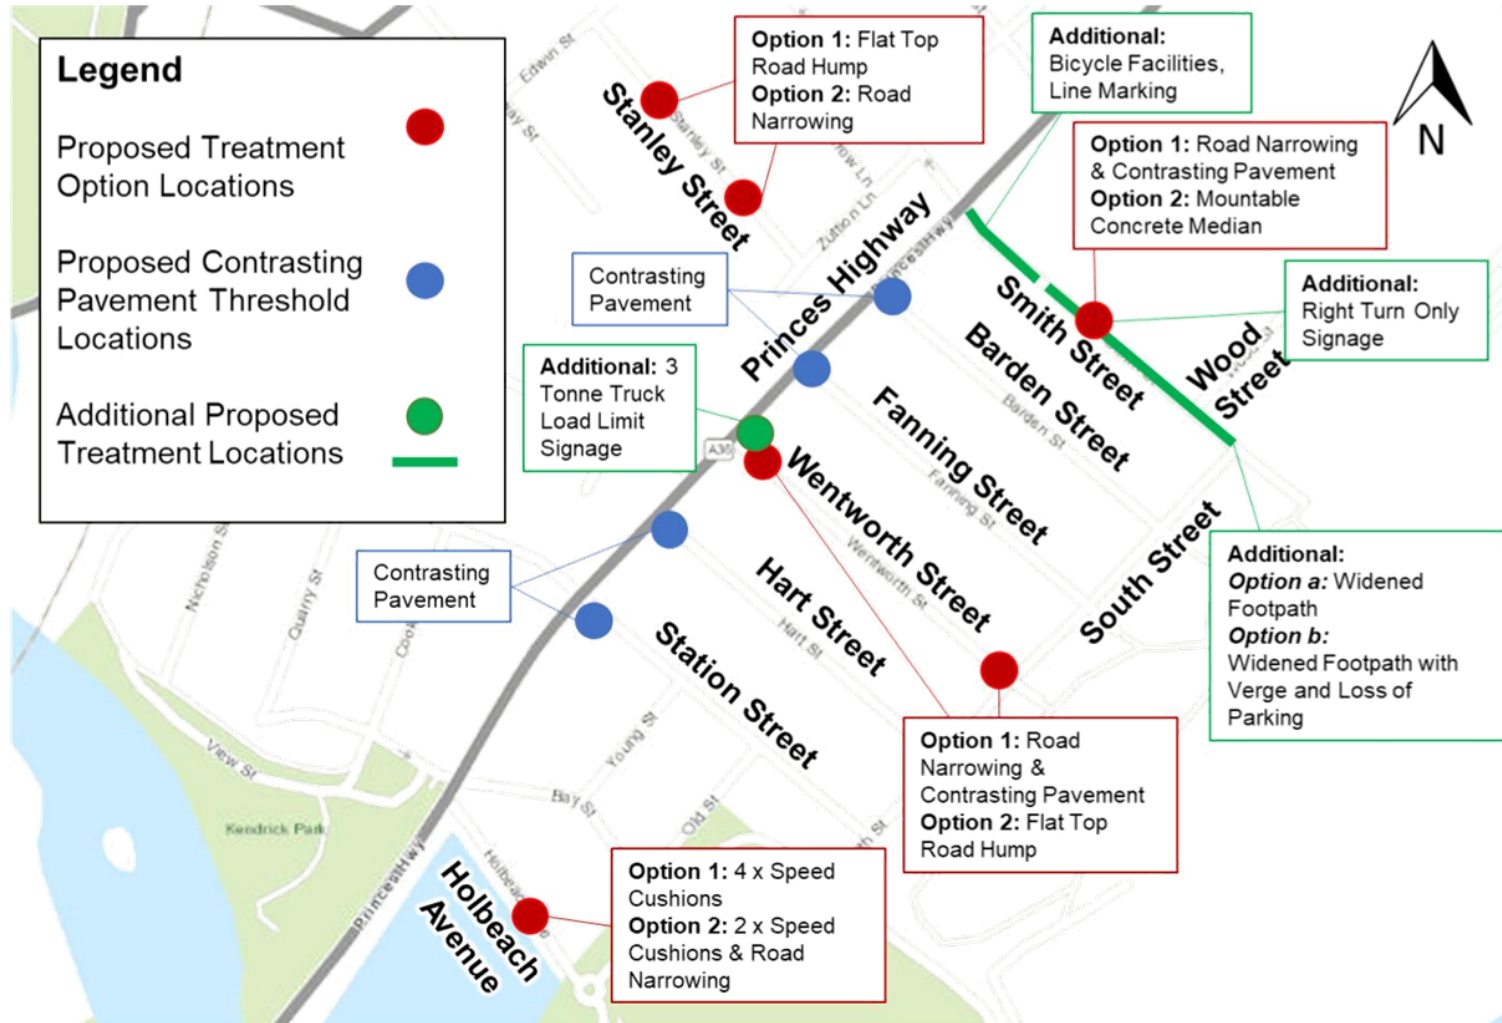 Legend
Proposed Treatment
Option Locations
Proposed Contrasting
Pavement Threshold
Locations
Additional Proposed
Treatment Locations
Option 1: Flat Top
Road Hump
Option 2: Road
Narrowing
Additional:
Bicycle Facilities,
Line Marking
N
Option 1: Road Narrowing
& Contrasting Pavement
Option 2: Mountable
Concrete Median
Additional:
Right Turn Only
Signage
Contrasting
Pavement
Additional: 3
Tonne Truck
Load Limit
Signage
Contrasting
Pavement
Additional:
Option a: Widened
Footpath
Option b:
Widened Footpath with
Verge and Loss of
Parking
Option 1: Road
Narrowing &
Contrasting Pavement
Option 2: Flat Top
Road Hump
Option 1: 4 x Speed
Cushions
Option 2: 2 x Speed
Cushions & Road
Narrowing
Stanley Street
Princes Highway
Smith Street
Wood
Street
Barden Street
Fanning Street
Wentworth Street
South Street
Hart Street
Station Street
Holbeach
Avenue
Edwin St
Stanley St
Zuttion Ln
Princes Hwy
Barden St
Fanning St
A36
Wentworth St
Hart St
Nicholson St
Quarry St
Cook
View St
Young St
Bay St
Old St
Kendrick Park
Princes Hwy